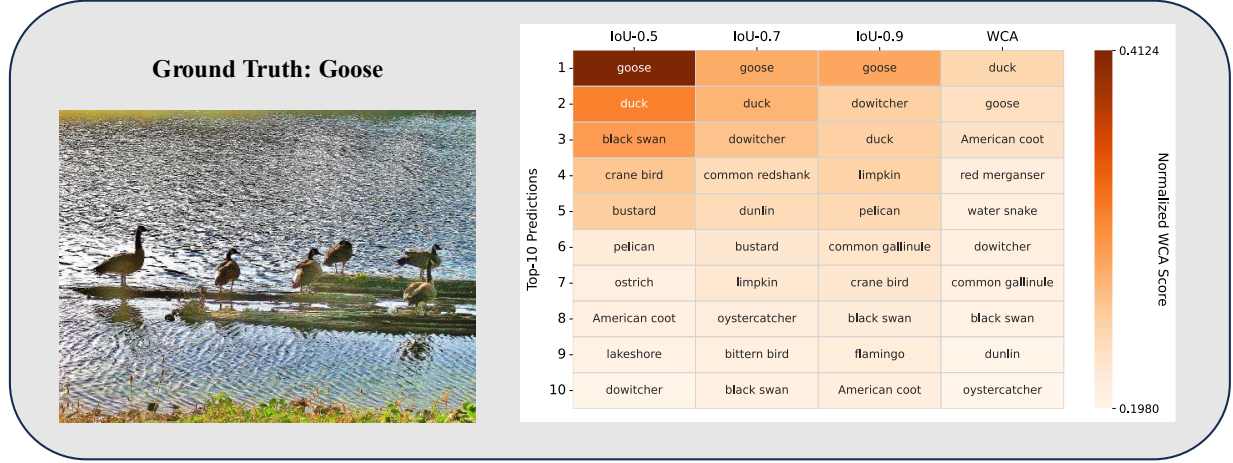 Ground Truth: Goose
IoU-0.5 IoU-0.7 IoU-0.9 WCA
Top-10 Predictions
1 goose goose goose duck
2 duck duck dowitcher goose
3 black swan dowitcher duck American coot
4 crane bird common redshank limpkin red merganser
5 bustard dunlin pelican water snake
6 pelican bustard common gallinule dowitcher
7 ostrich limpkin crane bird common gallinule
8 American coot oystercatcher black swan black swan
9 lakeshore bittern bird flamingo dunlin
10 dowitcher black swan American coot oystercatcher
0.4124
Normalized WCA Score
0.1980